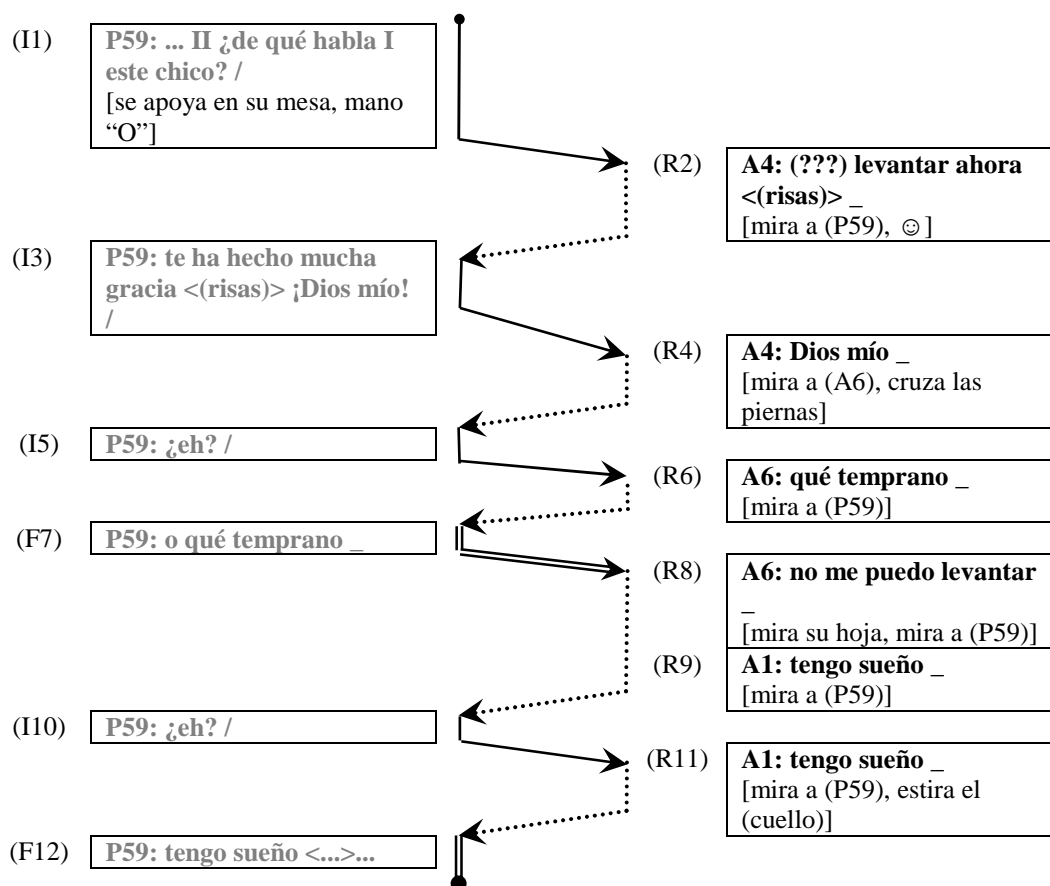 (I1)
P59: ... II ¿de qué habla I
este chico? /
[se apoya en su mesa, mano
“O”]
(R2)
A4: (???) levantar ahora
<(risas)> _
[mira a (P59), ☺]
(I3)
P59: te ha hecho mucha
gracia <(risas)> ¡Dios mío!
/
(R4)
A4: Dios mío _
[mira a (A6), cruza las
piernas]
(I5)
P59: ¿eh? /
(R6)
A6: qué temprano _
[mira a (P59)]
(F7)
P59: o qué temprano _
(R8)
A6: no me puedo levantar
_
[mira su hoja, mira a (P59)]
(R9)
A1: tengo sueño _
[mira a (P59)]
(I10)
P59: ¿eh? /
(R11)
A1: tengo sueño _
[mira a (P59), estira el
(cuello)]
(F12)
P59: tengo sueño <...>...